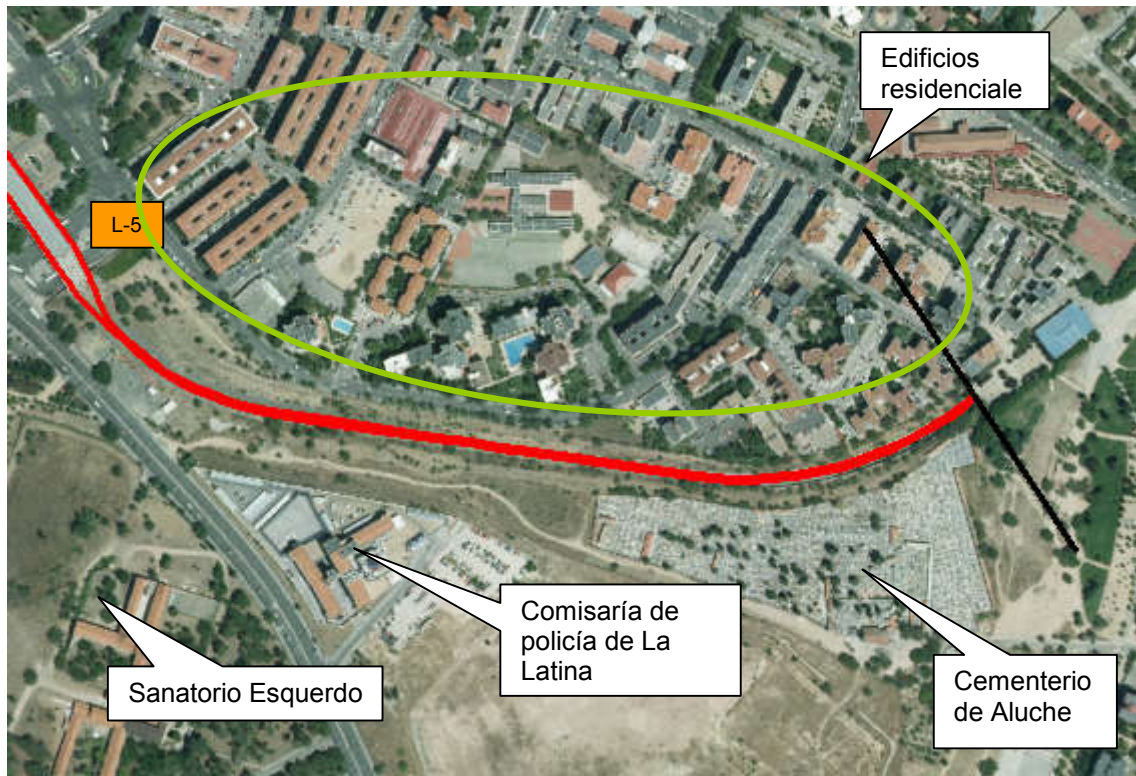 Edificios
residenciale
L-5
Comisaría de
policía de La
Latina
Sanatorio Esquerdo
Cementerio
de Aluche